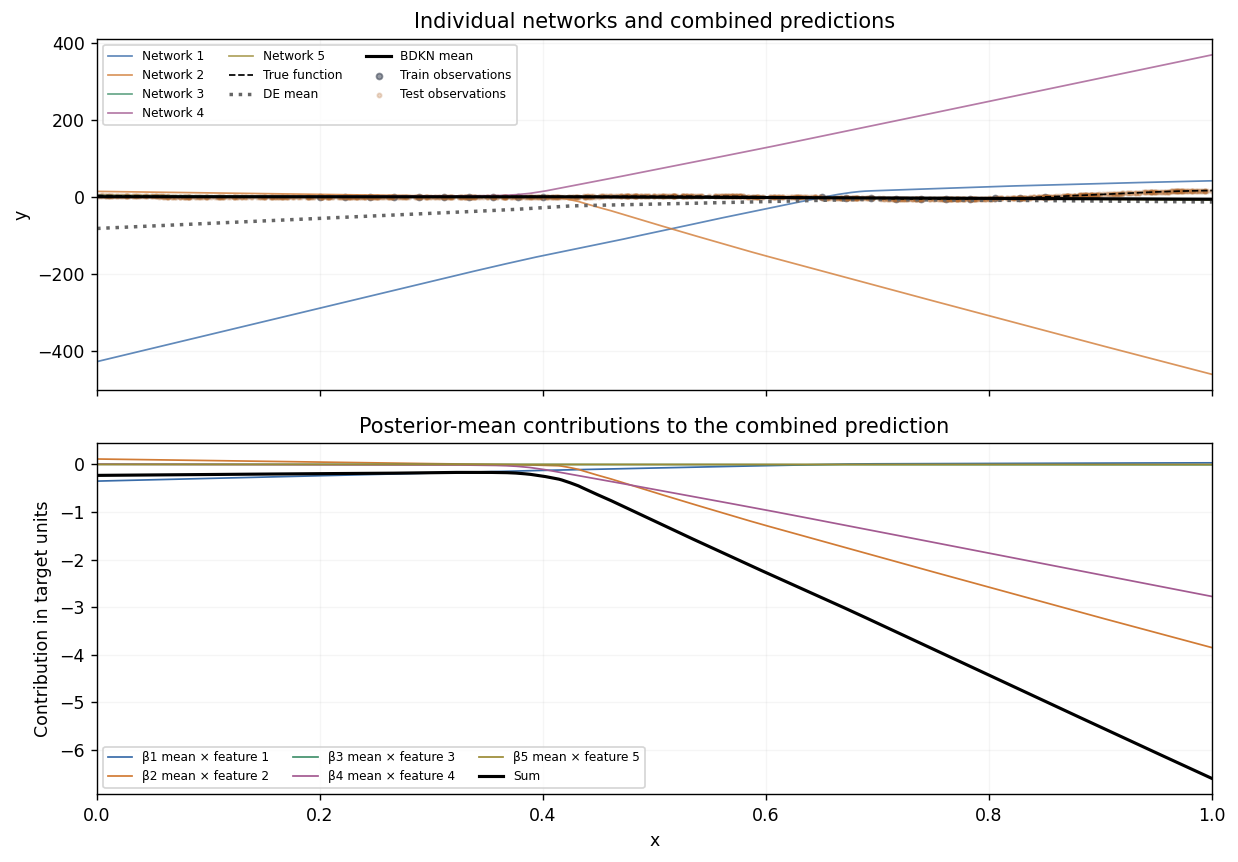 Individual networks and combined predictions
400
200
0
−200
−400
y
Network 1
Network 2
Network 3
Network 4
Network 5
True function
DE mean
BDKN mean
Train observations
Test observations
Posterior-mean contributions to the combined prediction
0
−1
−2
−3
−4
−5
−6
Contribution in target units
β1 mean × feature 1
β2 mean × feature 2
β3 mean × feature 3
β4 mean × feature 4
β5 mean × feature 5
Sum
0.0 0.2 0.4 0.6 0.8 1.0
x